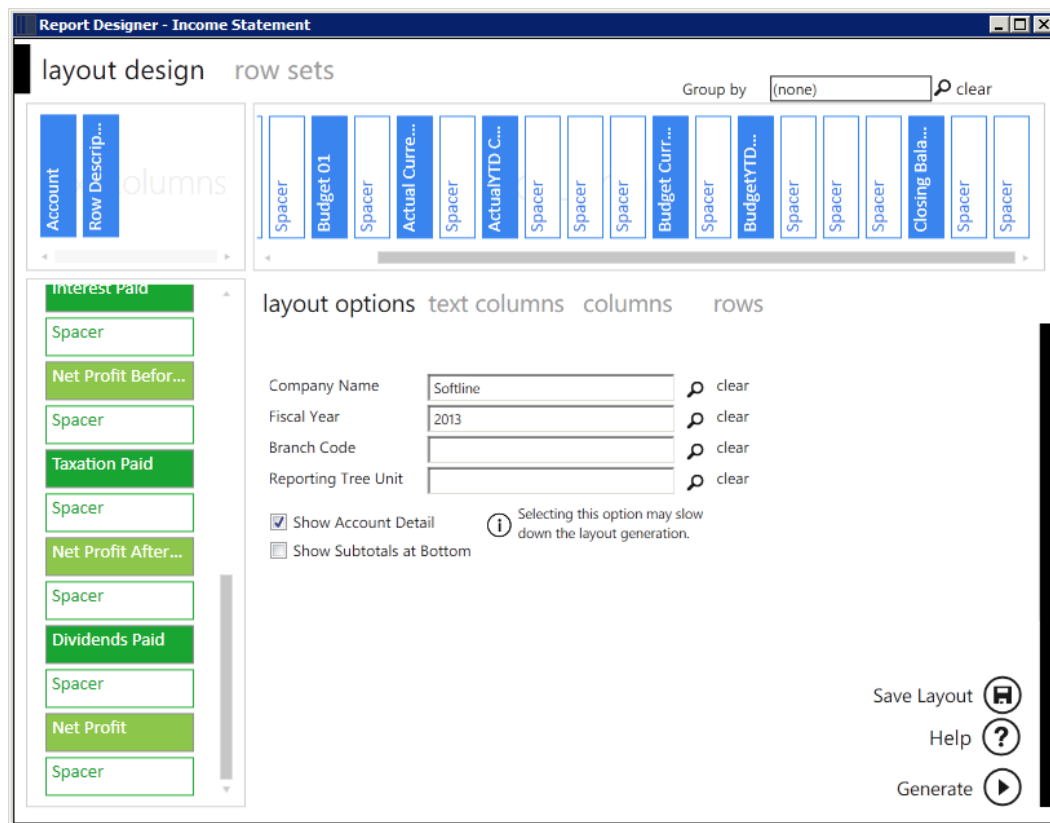 Report Designer - Income Statement
layout design row sets
Group by (none) clear
Account
Row Descrip...
columns
Spacer
Budget 01
Spacer
Actual Curre...
Spacer
ActualYTD C...
Spacer
Spacer
Spacer
Budget Curr...
Spacer
BudgetYTD...
Spacer
Spacer
Spacer
Closing Bala...
Spacer
Spacer
Interest Paid
Spacer
Net Profit Befor...
Spacer
Taxation Paid
Spacer
Net Profit After...
Spacer
Dividends Paid
Spacer
Net Profit
Spacer
layout options text columns columns rows
Company Name Softline clear
Fiscal Year 2013 clear
Branch Code clear
Reporting Tree Unit clear
Show Account Detail
Selecting this option may slow
down the layout generation.
Show Subtotals at Bottom
Save Layout
Help
Generate